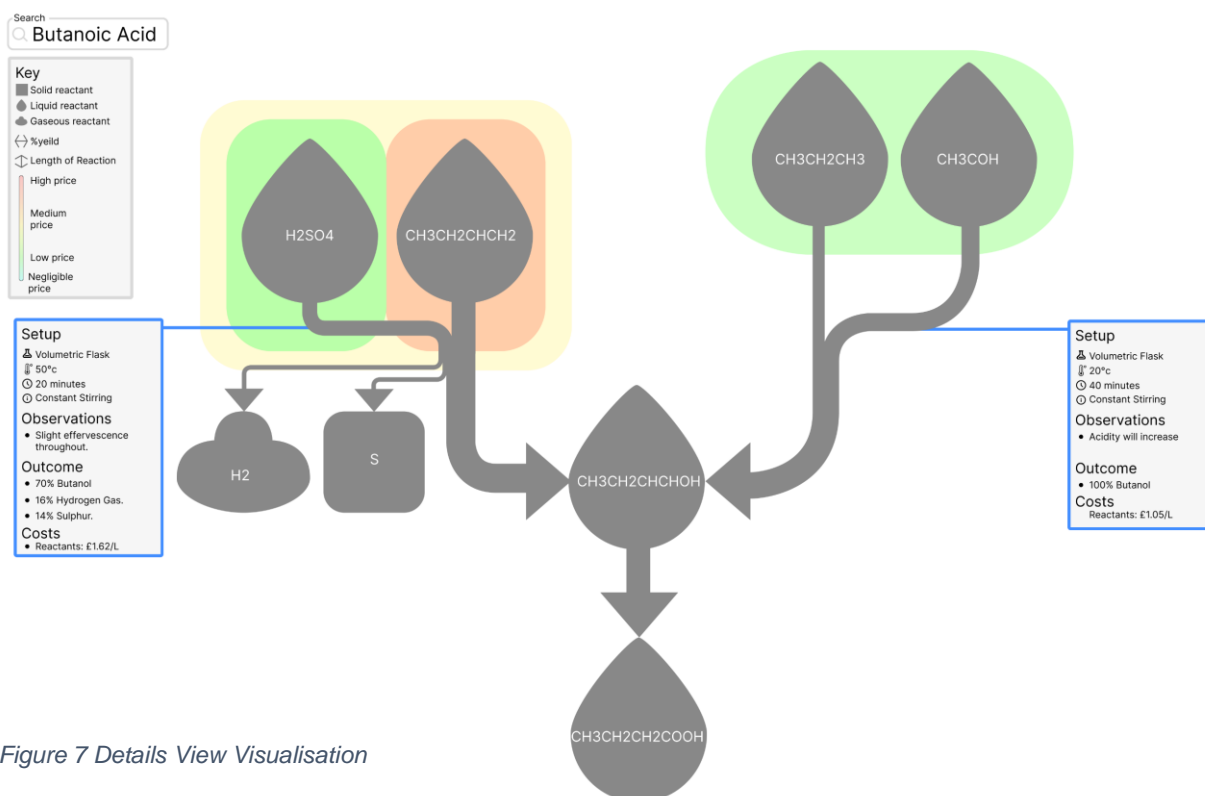 Search
Butanoic Acid
Key
Solid reactant
Liquid reactant
Gaseous reactant
%yeild
Length of Reaction
High price
Medium
price
Low price
Negligible
price
H2SO4
CH3CH2CHCH2
CH3CH2CH3
CH3COH
Setup
Volumetric Flask
50°c
20 minutes
Constant Stirring
Observations
• Slight effervescence
throughout.
Outcome
• 70% Butanol
• 16% Hydrogen Gas.
• 14% Sulphur.
Costs
• Reactants: £1.62/L
H2
S
CH3CH2CHCHOH
Setup
Volumetric Flask
20°c
40 minutes
Constant Stirring
Observations
• Acidity will increase
Outcome
• 100% Butanol
Costs
Reactants: £1.05/L
CH3CH2CH2COOH
Figure 7 Details View Visualisation